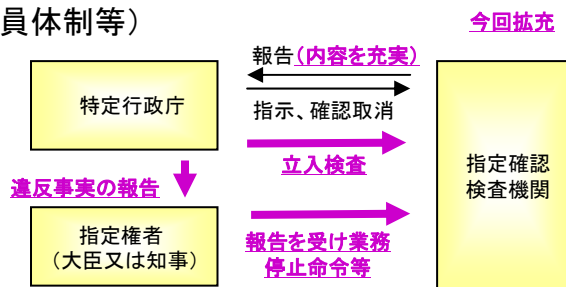 員体制等)
今回拡充
報告(内容を充実)
特定行政庁
指示、確認取消
立入検査
指定確認
検査機関
違反事実の報告
指定権者
(大臣又は知事)
報告を受け業務
停止命令等